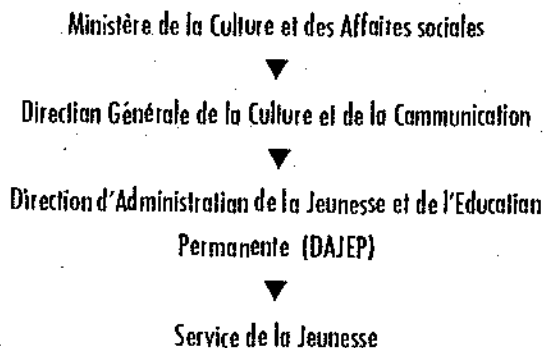 Ministère de la Culture et des Affaires sociales
▼
Direction Générale de la Culture et de la Communication
▼
Direction d'Administration de la Jeunesse et de l'Education
Permanente (DAJEP)
▼
Service de la Jeunesse